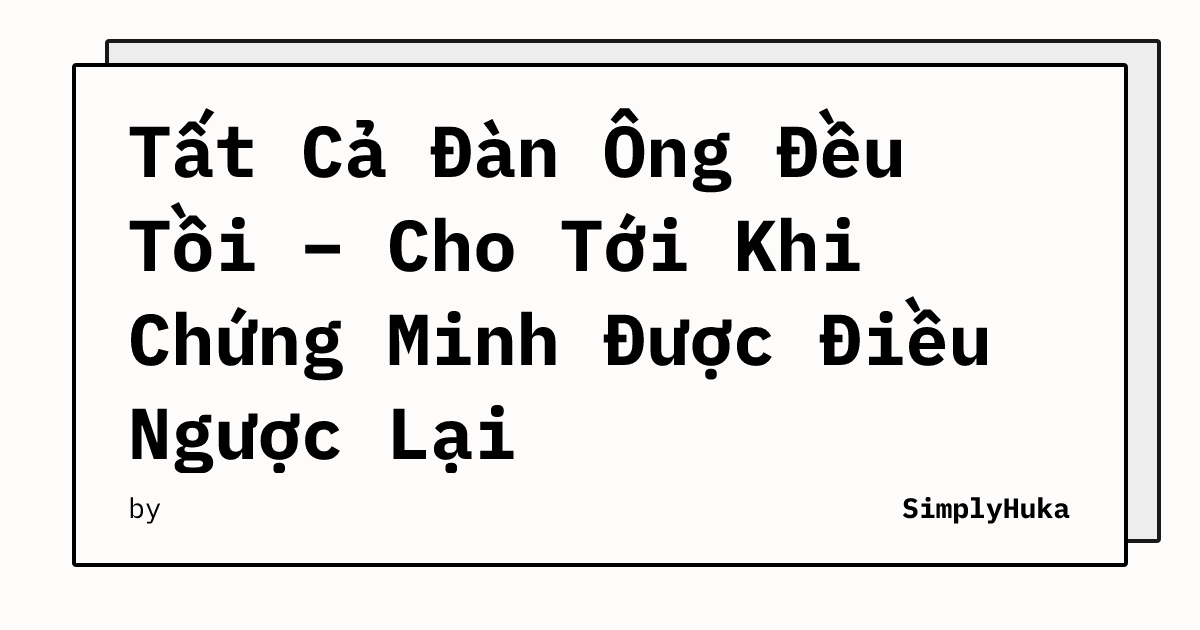 Tất Cả Đàn Ông Đều
Tồi – Cho Tới Khi
Chứng Minh Được Điều
Ngược Lại
by
SimplyHuka